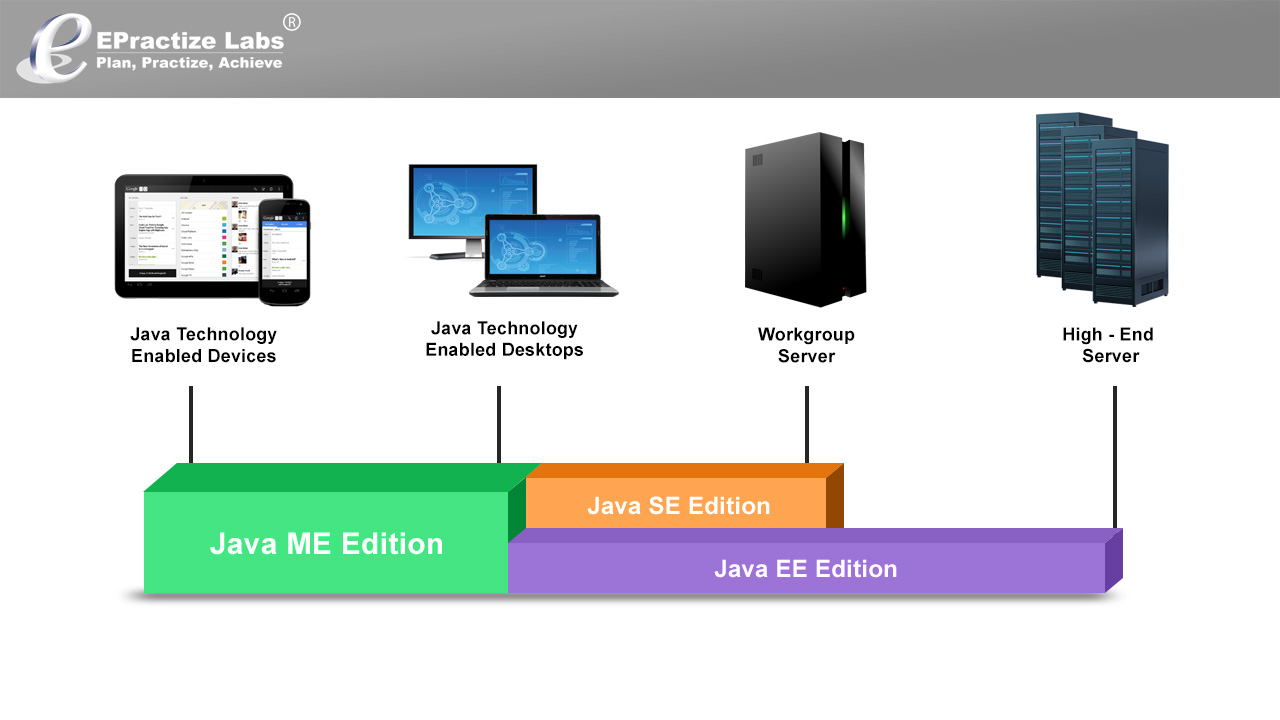 EPractize Labs®
Plan, Practize, Achieve
Java Technology
Enabled Devices
Java Technology
Enabled Desktops
Workgroup
Server
High - End
Server
Java ME Edition
Java SE Edition
Java EE Edition